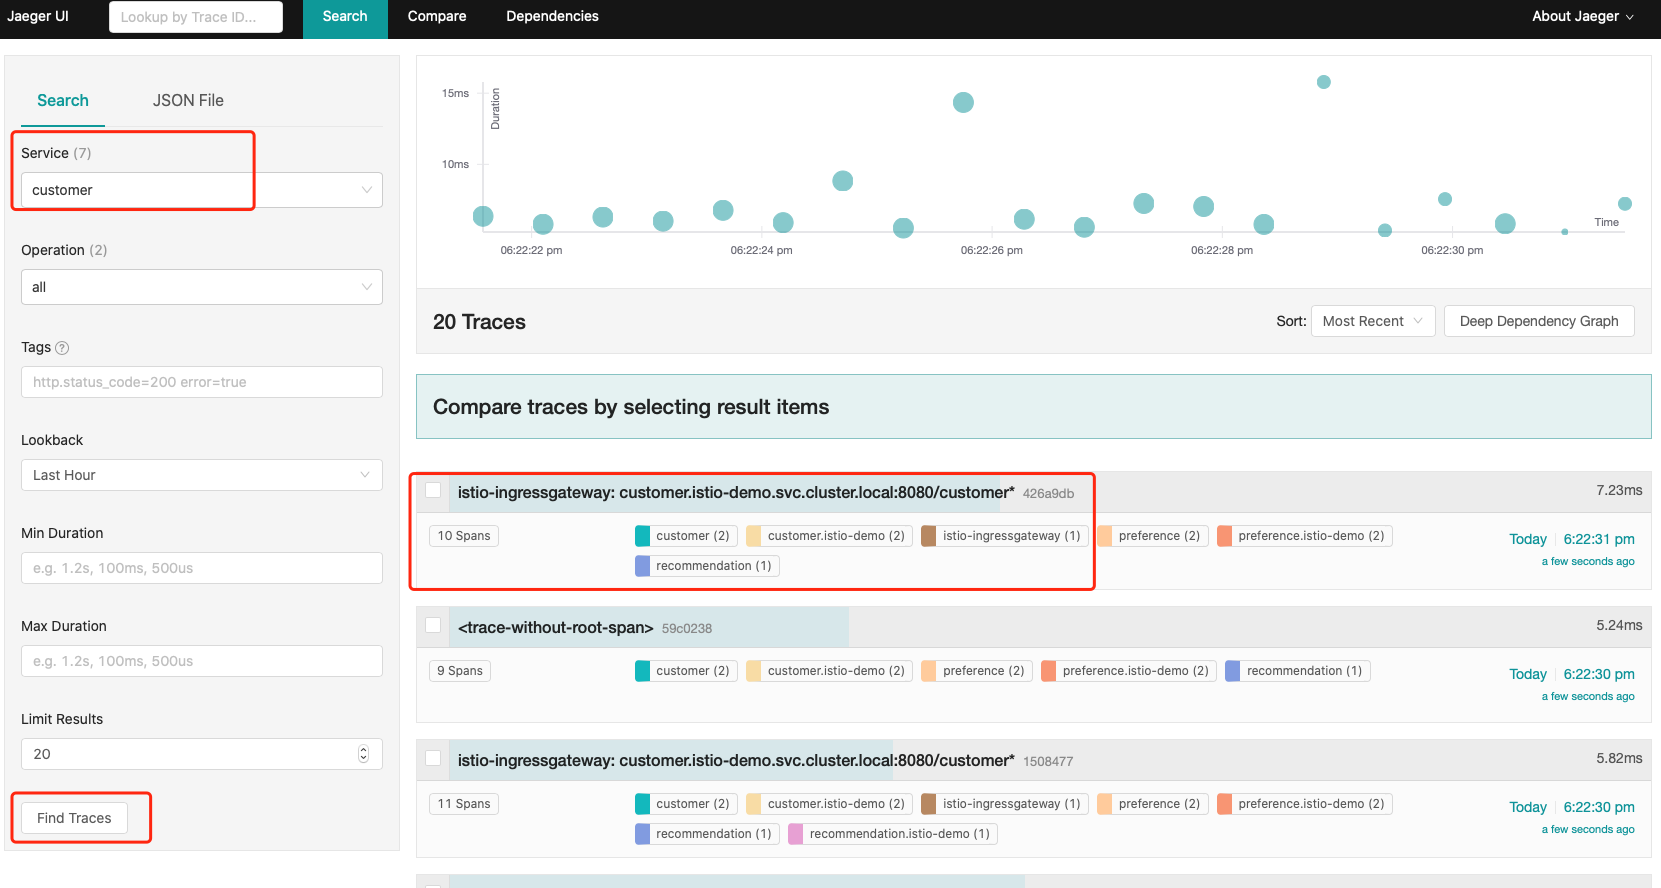 Jaeger UI
Lookup by Trace ID...
Search
Compare
Dependencies
About Jaeger
Search
JSON File
Service (7)
customer
Operation (2)
all
Tags ?
http.status_code=200 error=true
Lookback
Last Hour
Min Duration
e.g. 1.2s, 100ms, 500us
Max Duration
e.g. 1.2s, 100ms, 500us
Limit Results
20
Find Traces
15ms
10ms
Duration
Time
06:22:22 pm
06:22:24 pm
06:22:26 pm
06:22:28 pm
06:22:30 pm
20 Traces
Sort:
Most Recent
Deep Dependency Graph
Compare traces by selecting result items
istio-ingressgateway: customer.istio-demo.svc.cluster.local:8080/customer* 426a9db
7.23ms
10 Spans
customer (2)
customer.istio-demo (2)
istio-ingressgateway (1)
preference (2)
preference.istio-demo (2)
recommendation (1)
Today
6:22:31 pm
a few seconds ago
<trace-without-root-span> 59c0238
5.24ms
9 Spans
customer (2)
customer.istio-demo (2)
preference (2)
preference.istio-demo (2)
recommendation (1)
Today
6:22:30 pm
a few seconds ago
istio-ingressgateway: customer.istio-demo.svc.cluster.local:8080/customer* 1508477
5.82ms
11 Spans
customer (2)
customer.istio-demo (2)
istio-ingressgateway (1)
preference (2)
preference.istio-demo (2)
recommendation (1)
recommendation.istio-demo (1)
Today
6:22:30 pm
a few seconds ago